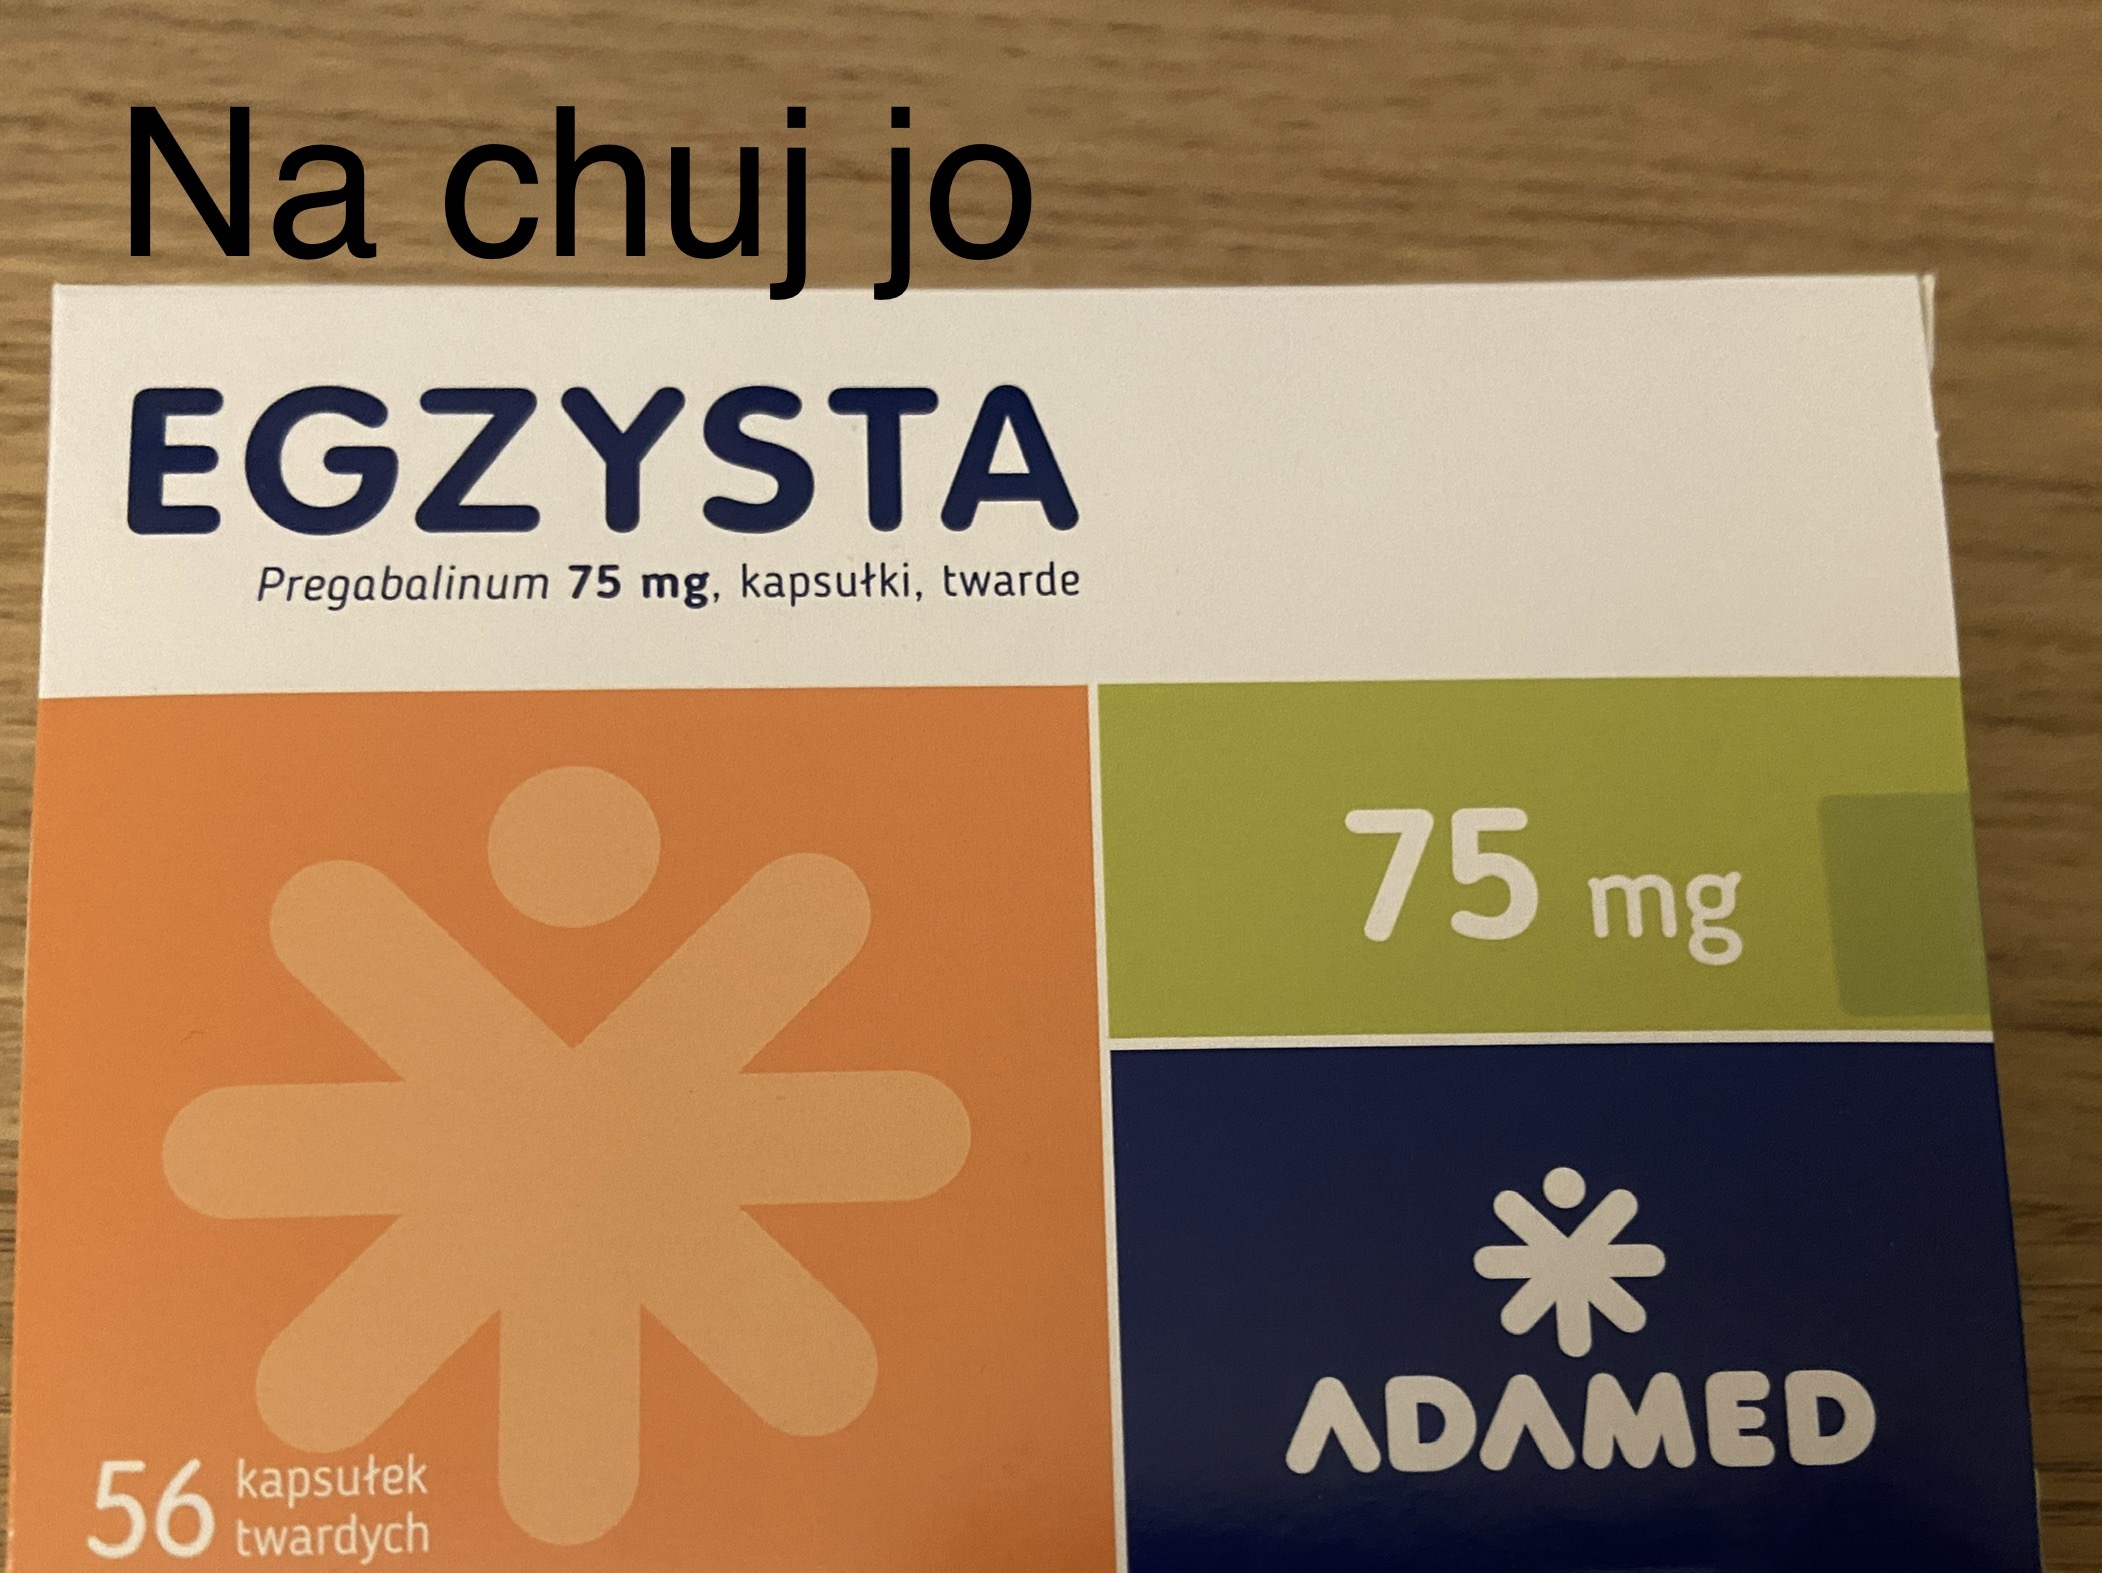 Na chuj jo
EGZYSTA
Pregabalinum 75 mg, kapsułki, twarde
75 mg
ADAMED
56 kapsułek
twardych